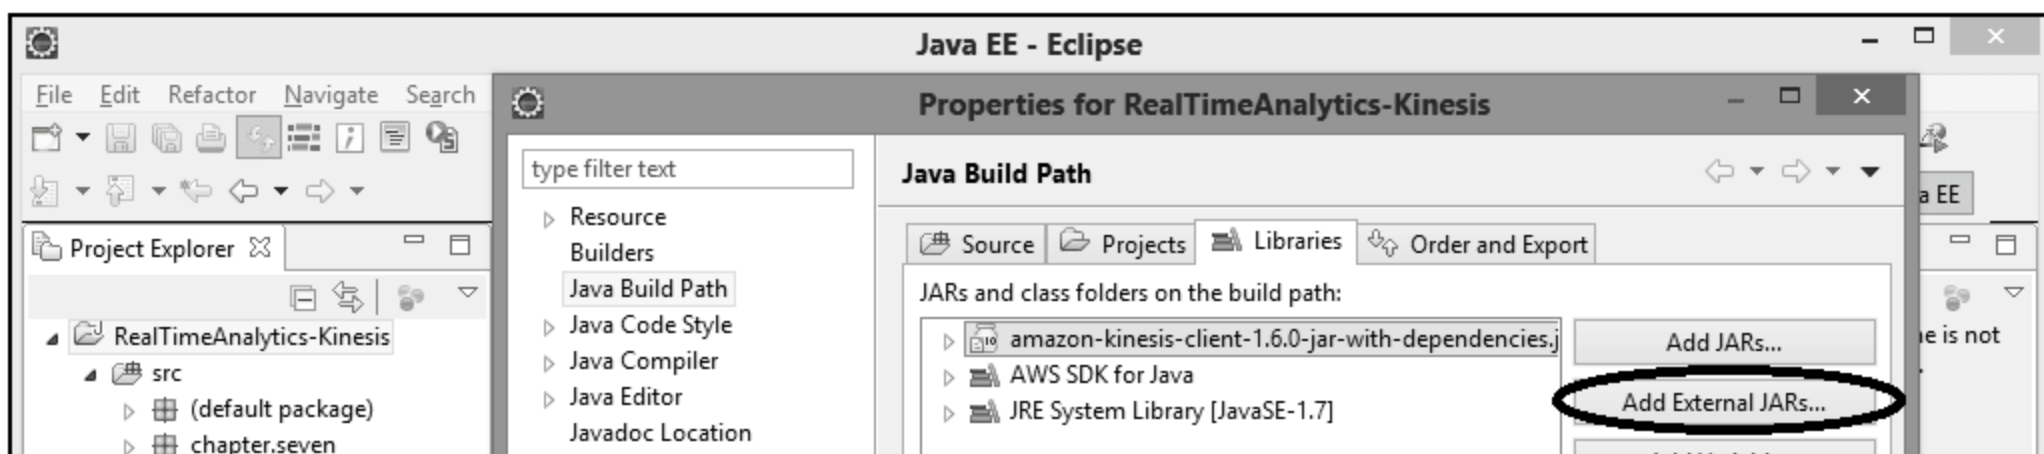 Java EE - Eclipse
File Edit Refactor Navigate Search
Properties for RealTimeAnalytics-Kinesis
type filter text
Java Build Path
a EE
Resource
Builders
Java Build Path
Java Code Style
Java Compiler
Java Editor
Javadoc Location
Project Explorer
RealTimeAnalytics-Kinesis
src
(default package)
chapter.seven
Source Projects Libraries Order and Export
JARs and class folders on the build path:
amazon-kinesis-client-1.6.0-jar-with-dependencies.j
AWS SDK for Java
JRE System Library [JavaSE-1.7]
Add JARs...
Add External JARs...
e is not